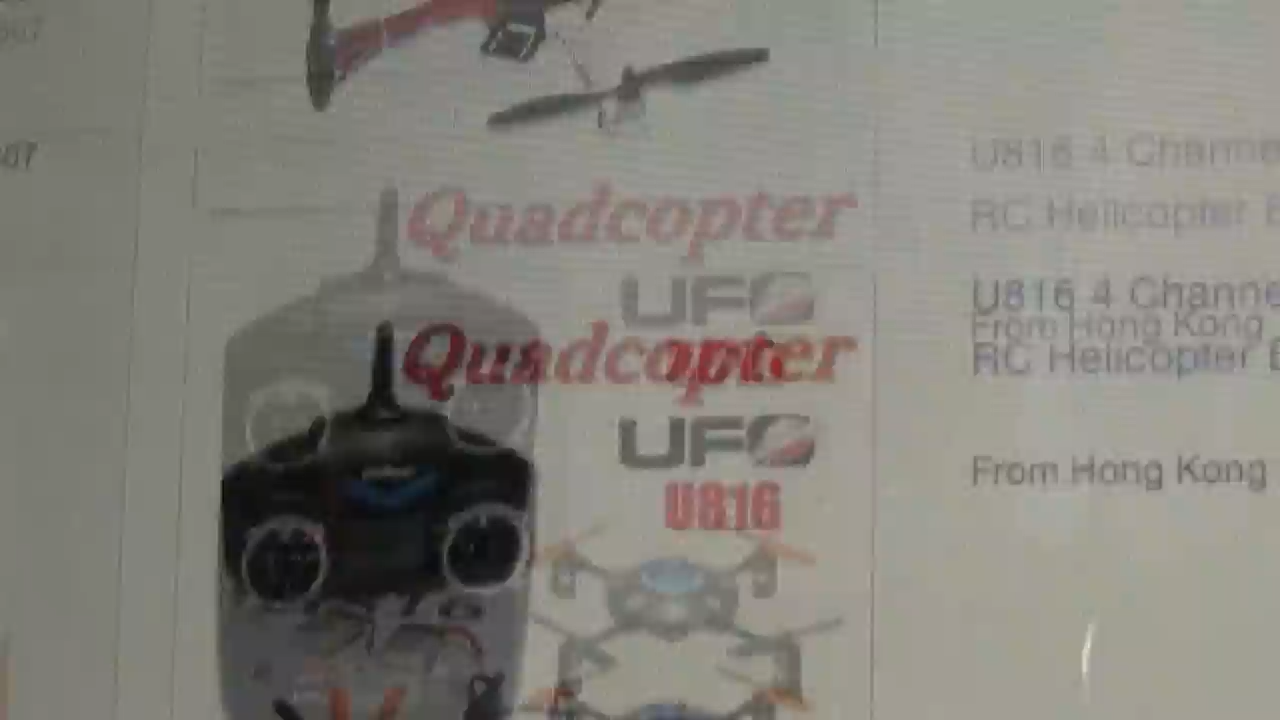 Quadcopter
UFO
Quadcopter
UFO
U816
U816 4 Channe
RC Helicopter
U816 4 Channe
From Hong Kong
RC Helicopter
From Hong Kong